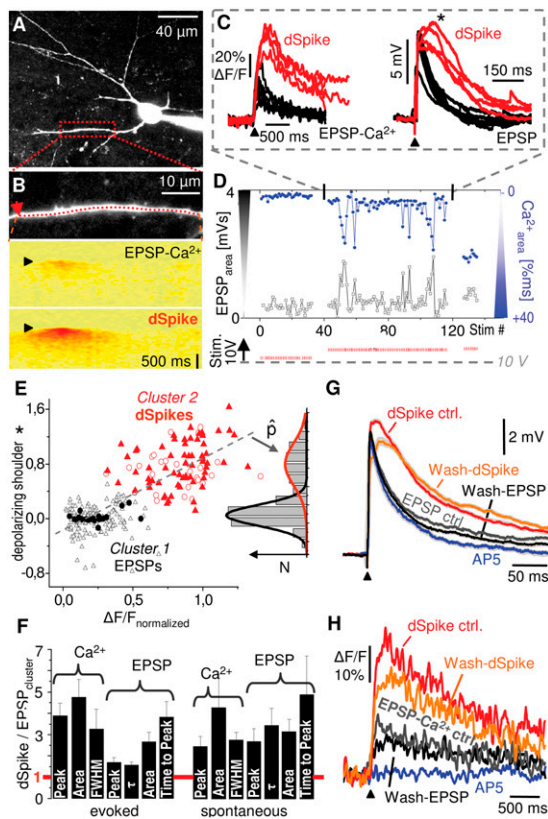 A
40 µm
B
10 µm
EPSP-Ca²⁺
dSpike
500 ms
C
20%
ΔF/F
dSpike
EPSP-Ca²⁺
500 ms
5 mV
*
dSpike
150 ms
EPSP
D
4
EPSParea [mVs]
0
0
Ca²⁺area [%ms]
+40
0 40 80 120 Stim #
Stim.
10V
10 V
E
depolarizing shoulder *
1,6
0,8
0,0
-0,8
Cluster 2
dSpikes
p̂
Cluster 1
EPSPs
N
0,0 0,5 1,0
ΔF/Fnormalized
F
dSpike / EPSPcluster
7
5
4
3
2
1
0
Ca²⁺
EPSP
Ca²⁺
EPSP
Peak
Area
FWHM
Peak
τ
Area
Time to Peak
Peak
Area
FWHM
Peak
τ
Area
Time to Peak
evoked
spontaneous
G
dSpike ctrl.
2 mV
Wash-dSpike
Wash-EPSP
EPSP ctrl
AP5
50 ms
H
ΔF/F
10%
dSpike ctrl.
Wash-dSpike
EPSP-Ca²⁺ ctrl
AP5
Wash-EPSP
500 ms